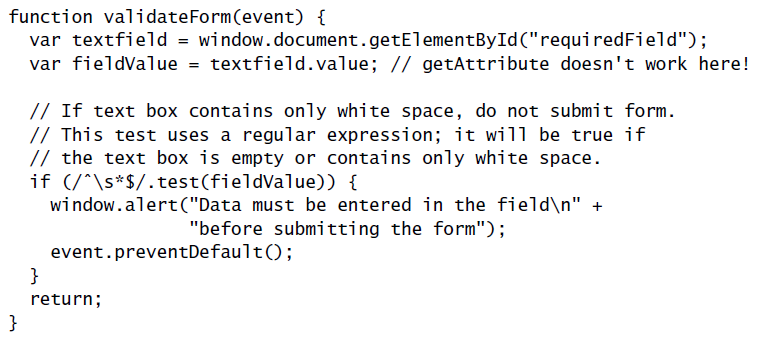 function validateForm(event) {
  var textfield = window.document.getElementById("requiredField");
  var fieldValue = textfield.value; // getAttribute doesn't work here!

  // If text box contains only white space, do not submit form.
  // This test uses a regular expression; it will be true if
  // the text box is empty or contains only white space.
  if (/^\s*$/.test(fieldValue)) {
    window.alert("Data must be entered in the field\n" +
                 "before submitting the form");
    event.preventDefault();
  }
  return;
}